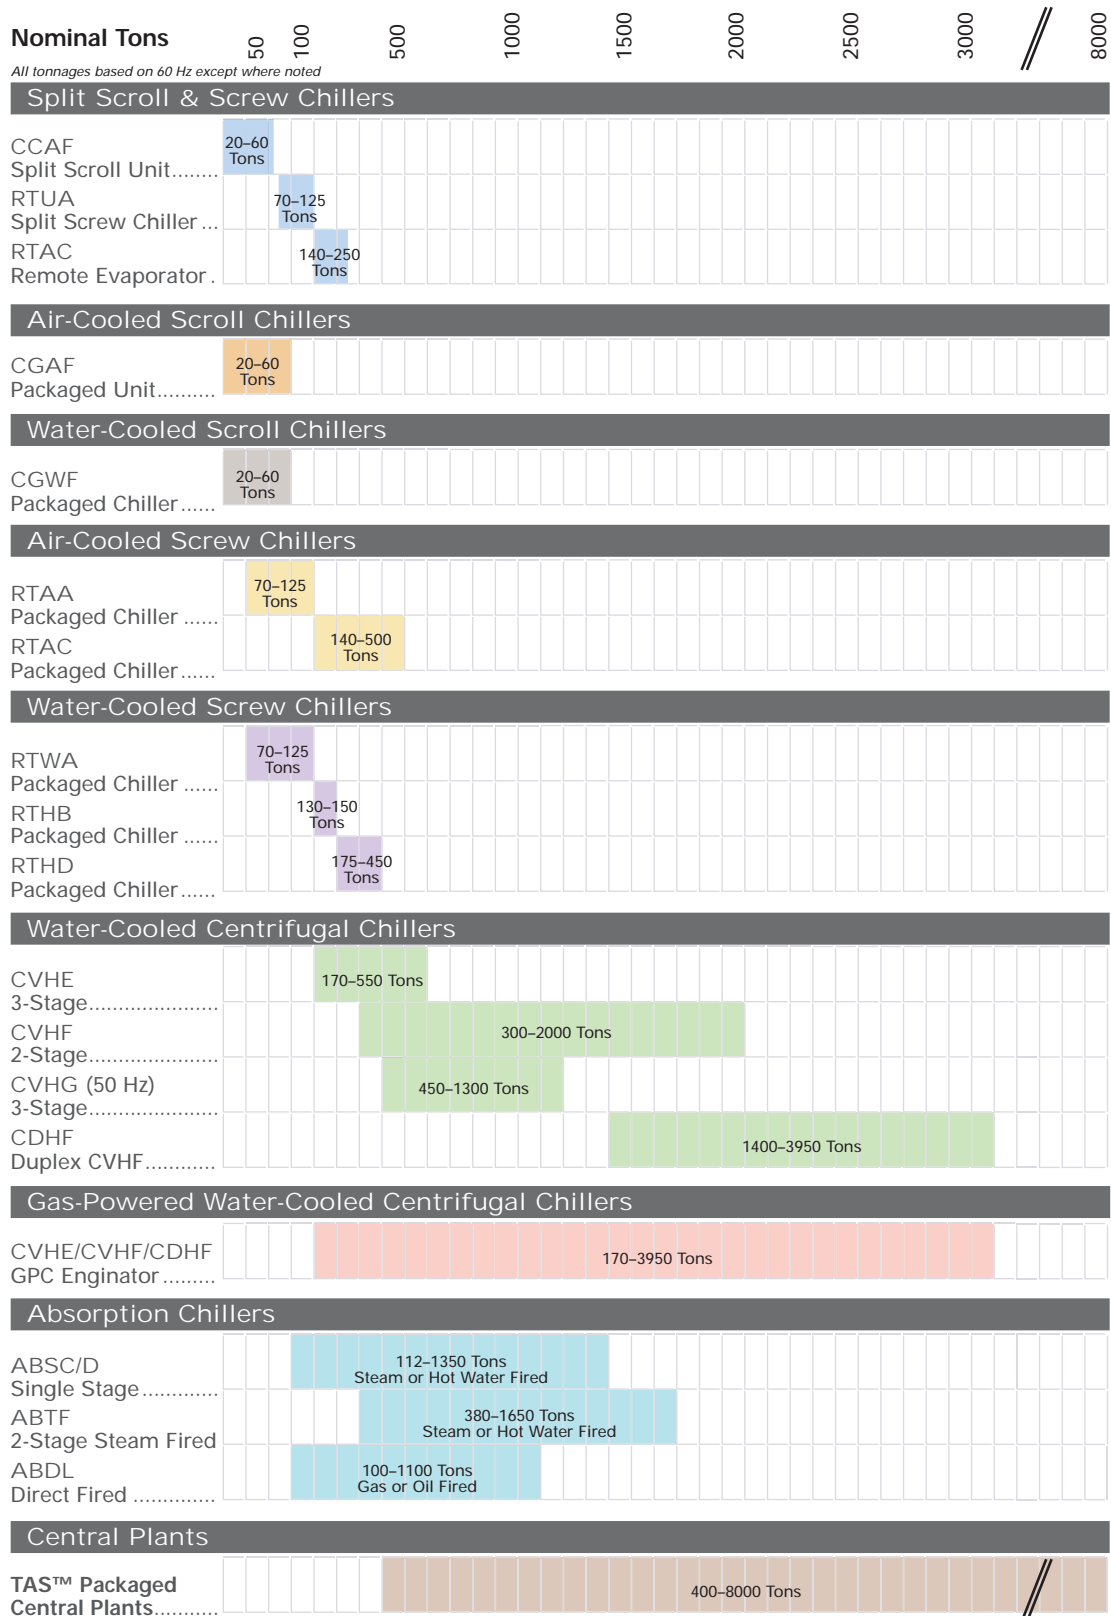 Nominal Tons
50 100 500 1000 1500 2000 2500 3000 8000
All tonnages based on 60 Hz except where noted
Split Scroll & Screw Chillers
CCAF
Split Scroll Unit........
20–60
Tons
RTUA
Split Screw Chiller ...
70–125
Tons
RTAC
Remote Evaporator .
140–250
Tons
Air-Cooled Scroll Chillers
CGAF
Packaged Unit..........
20–60
Tons
Water-Cooled Scroll Chillers
CGWF
Packaged Chiller......
20–60
Tons
Air-Cooled Screw Chillers
RTAA
Packaged Chiller ......
70–125
Tons
RTAC
Packaged Chiller......
140–500
Tons
Water-Cooled Screw Chillers
RTWA
Packaged Chiller ......
70–125
Tons
RTHB
Packaged Chiller ......
130–150
Tons
RTHD
Packaged Chiller......
175–450
Tons
Water-Cooled Centrifugal Chillers
CVHE
3-Stage......................
170–550 Tons
CVHF
2-Stage......................
300–2000 Tons
CVHG (50 Hz)
3-Stage......................
450–1300 Tons
CDHF
Duplex CVHF............
1400–3950 Tons
Gas-Powered Water-Cooled Centrifugal Chillers
CVHE/CVHF/CDHF
GPC Enginator .........
170–3950 Tons
Absorption Chillers
ABSC/D
Single Stage.............
112–1350 Tons
Steam or Hot Water Fired
ABTF
2-Stage Steam Fired
380–1650 Tons
Steam or Hot Water Fired
ABDL
Direct Fired ..............
100–1100 Tons
Gas or Oil Fired
Central Plants
TAS™ Packaged
Central Plants...........
400–8000 Tons